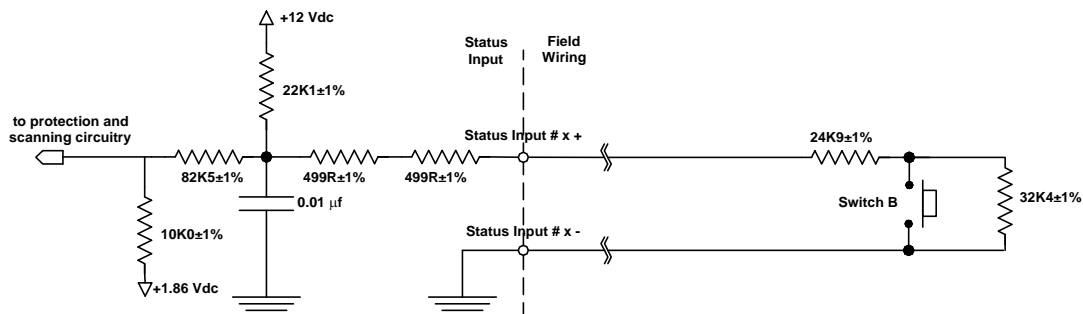 +12 Vdc
Status
Input
Field
Wiring
22K1±1%
to protection and
scanning circuitry
Status Input # x +
24K9±1%
82K5±1%
499R±1%
499R±1%
0.01 µf
Switch B
32K4±1%
10K0±1%
Status Input # x -
+1.86 Vdc